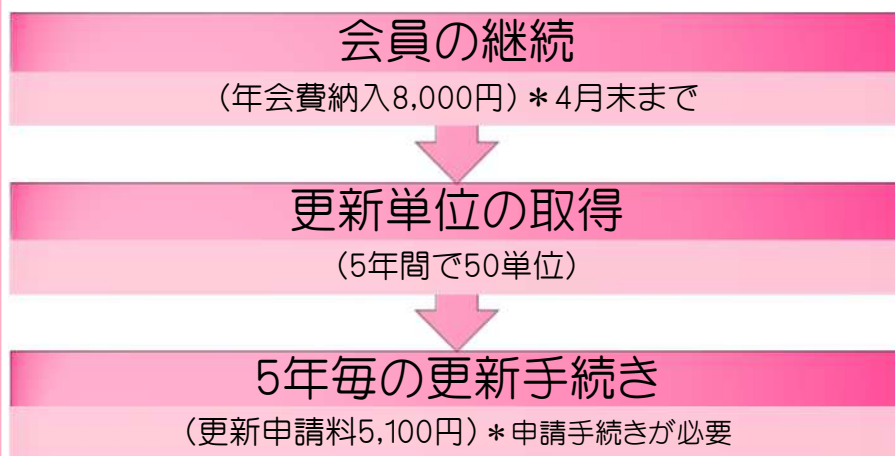 会員の継続
（年会費納入8,000円）＊4月末まで
更新単位の取得
（5年間で50単位）
5年毎の更新手続き
（更新申請料5,100円）＊申請手続きが必要